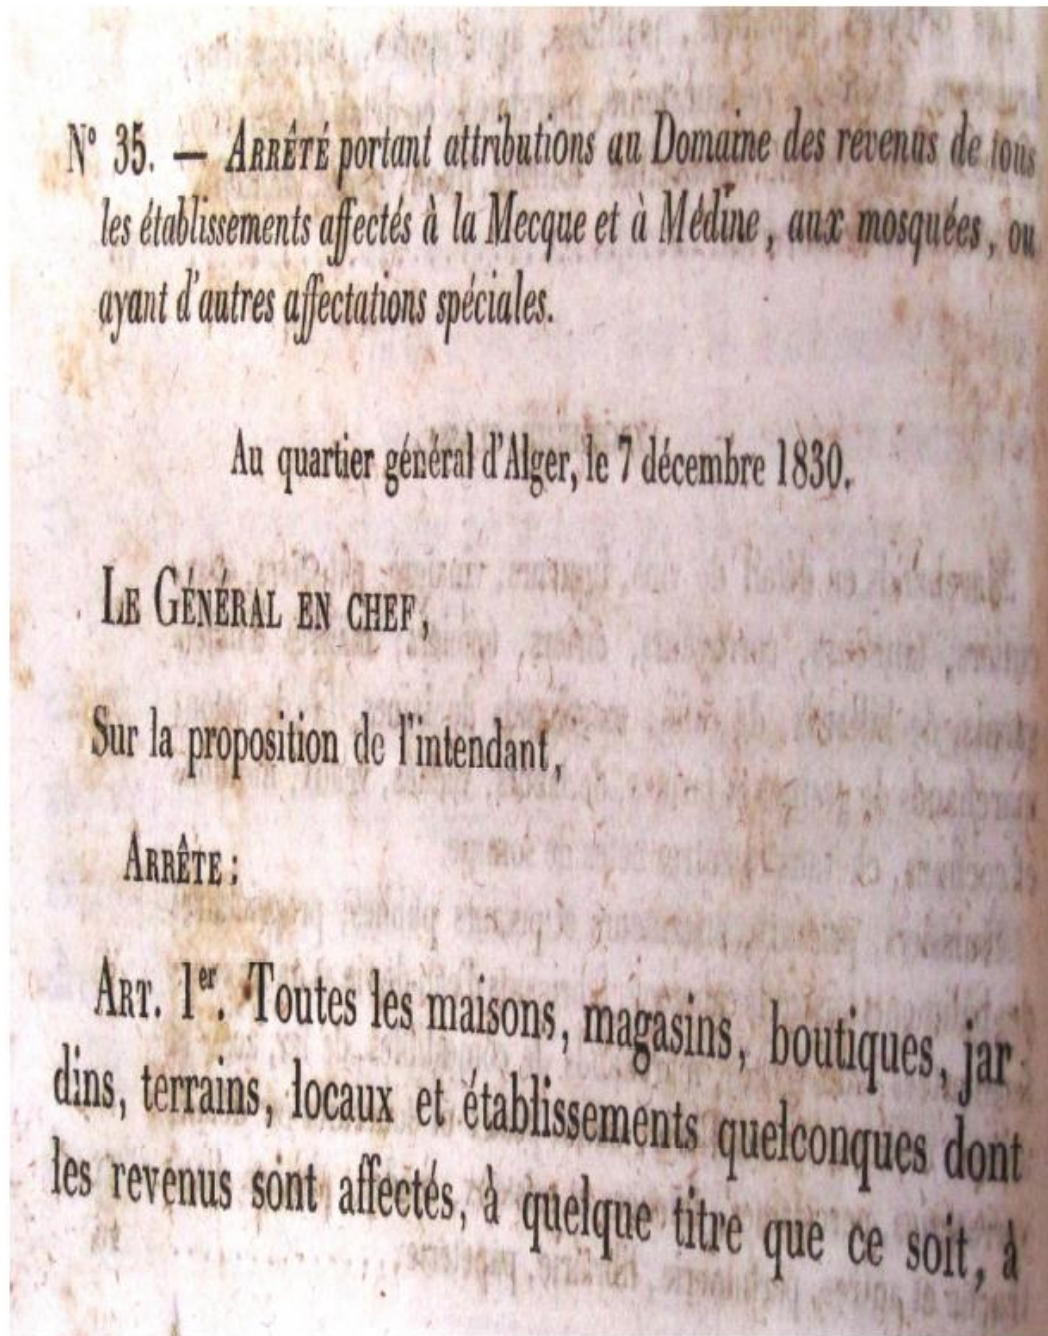 N° 35. — ARRÊTÉ portant attributions au Domaine des revenus de tous
les établissements affectés à la Mecque et à Médine, aux mosquées, ou
ayant d'autres affectations spéciales.
Au quartier général d'Alger, le 7 décembre 1830.
LE GÉNÉRAL EN CHEF,
Sur la proposition de l'intendant,
ARRÊTE :
ART. 1er. Toutes les maisons, magasins, boutiques, jar
dins, terrains, locaux et établissements quelconques dont
les revenus sont affectés, à quelque titre que ce soit, à